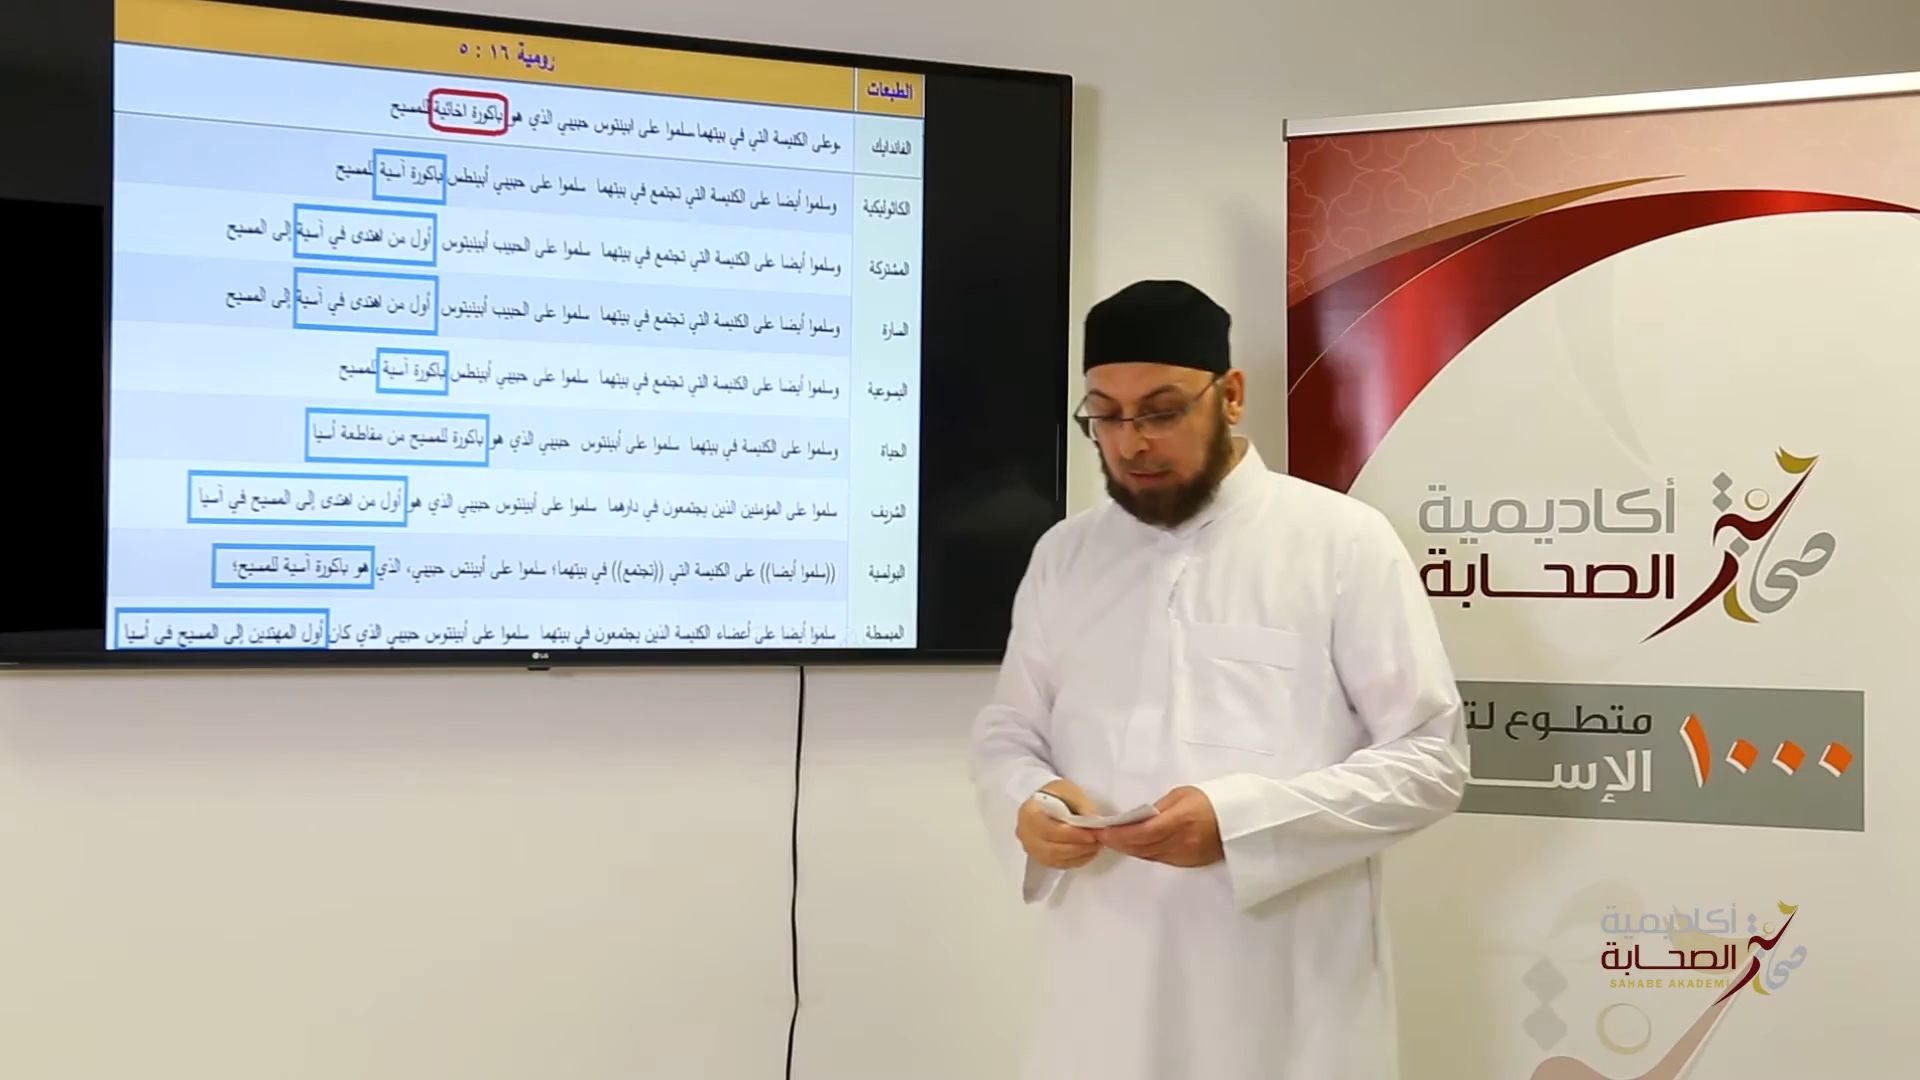 رومية ١٦ : ٥
الطبعات
الفاندايك
وعلى الكنيسة التي في بيتهما.سلموا على ابينتوس حبيبي الذي هو باكورة اخائية للمسيح
الكاثوليكية
وسلموا أيضا على الكنيسة التي تجتمع في بيتهما سلموا على حبيبي أبينطس باكورة آسية للمسيح
المشتركة
وسلموا أيضا على الكنيسة التي تجتمع في بيتهما سلموا على الحبيب أبينيتوس أول من اهتدى في آسية إلى المسيح
السارة
وسلموا أيضا على الكنيسة التي تجتمع في بيتهما سلموا على الحبيب أبينيتوس أول من اهتدى في آسية إلى المسيح
اليسوعية
وسلموا أيضا على الكنيسة التي تجتمع في بيتهما سلموا على حبيبي أبينطس باكورة آسية للمسيح
الحياة
وسلموا على الكنيسة في بيتهما سلموا على أبينتوس حبيبي الذي هو باكورة للمسيح من مقاطعة أسيا
الشريف
سلموا على المؤمنين الذين يجتمعون في دارهما سلموا على أبينتوس حبيبي الذي هو أول من اهتدى إلى المسيح في آسيا
البولسية
((سلموا أيضا)) على الكنيسة التي ((تجتمع)) في بيتهما؛ سلموا على أبينتس حبيبي، الذي هو باكورة آسية للمسيح؛
المبسطة
سلموا أيضا على أعضاء الكنيسة الذين يجتمعون في بيتهما سلموا على أبينتوس حبيبي الذي كان أول المهتدين إلى المسيح في أسيا
LG
أكاديمية
الصحابة
صحابة
١٠٠٠ متطوع لتـ
الإسـ
أكاديمية
الصحابة
صحابة
SAHABE AKADEMI